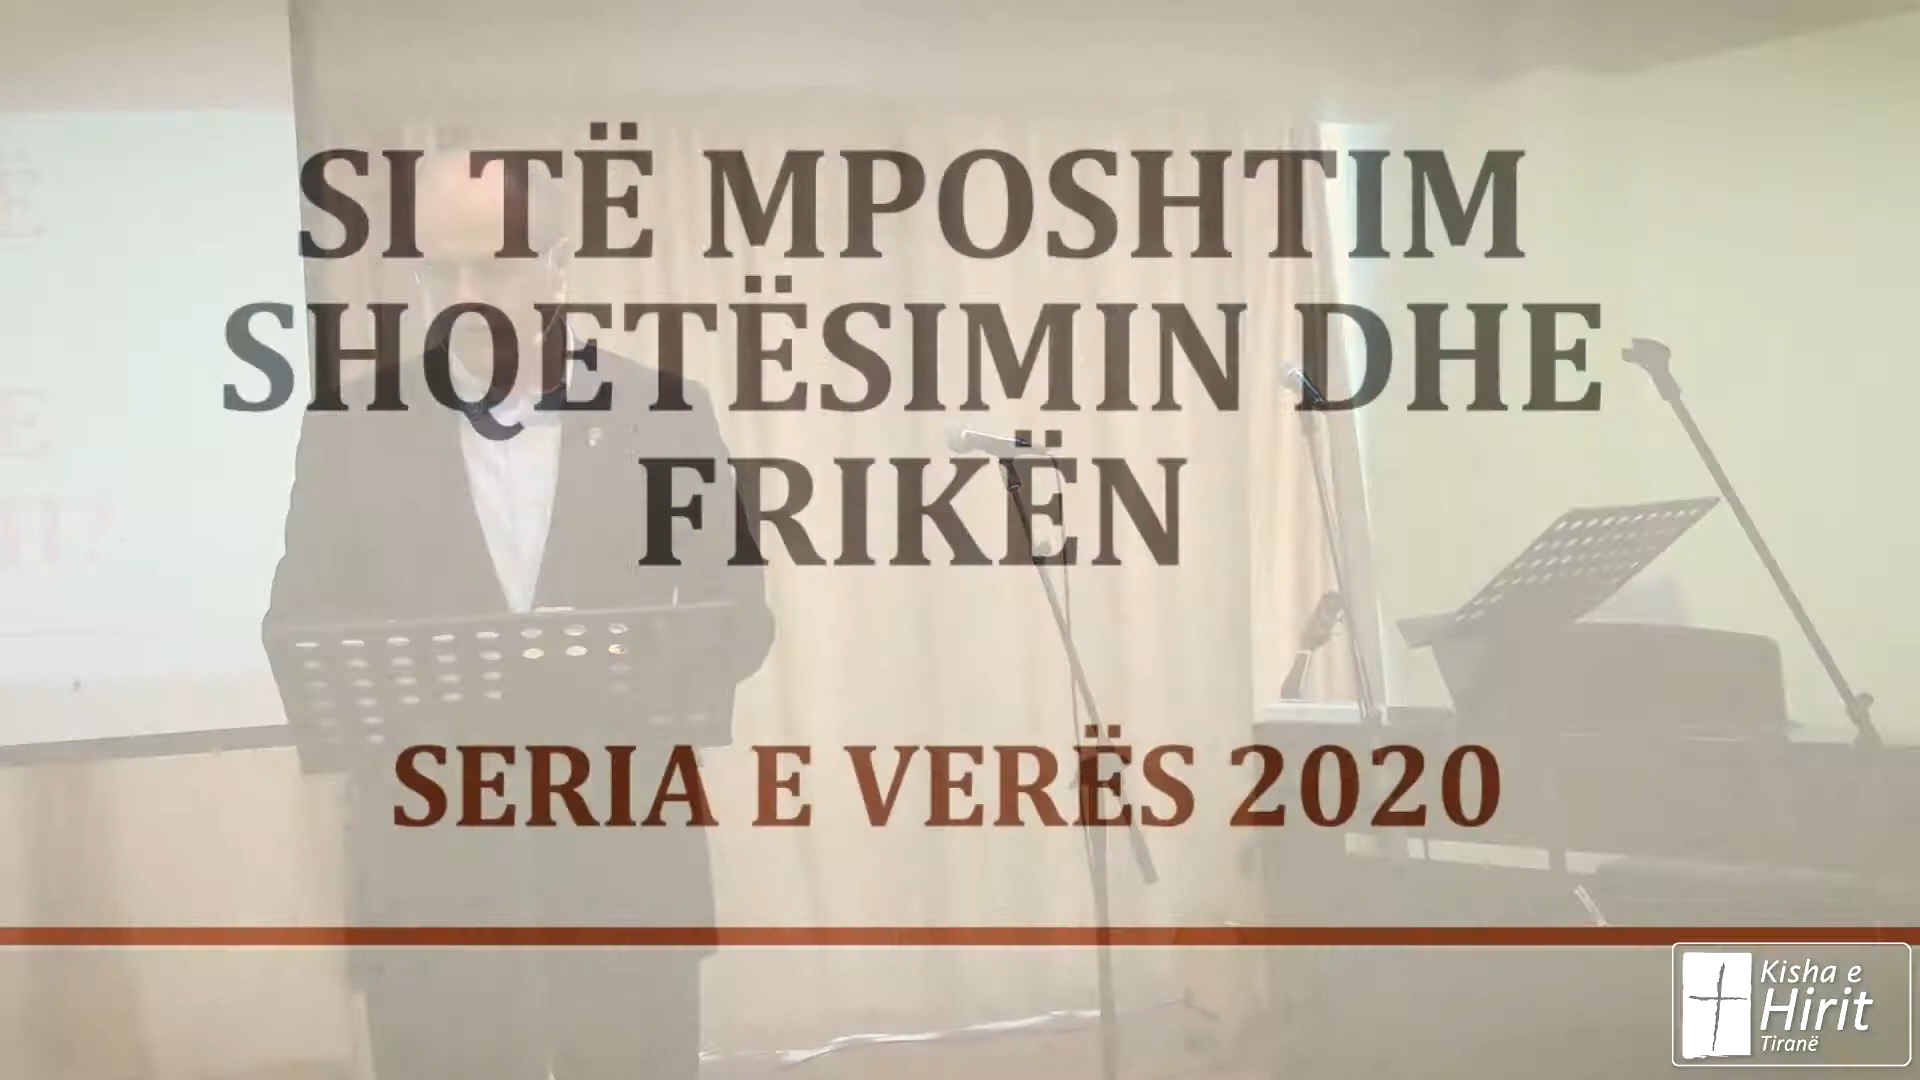 SI TË MPOSHTIM
SHQETËSIMIN DHE
FRIKËN
SERIA E VERËS 2020
Kisha e
Hirit
Tiranë